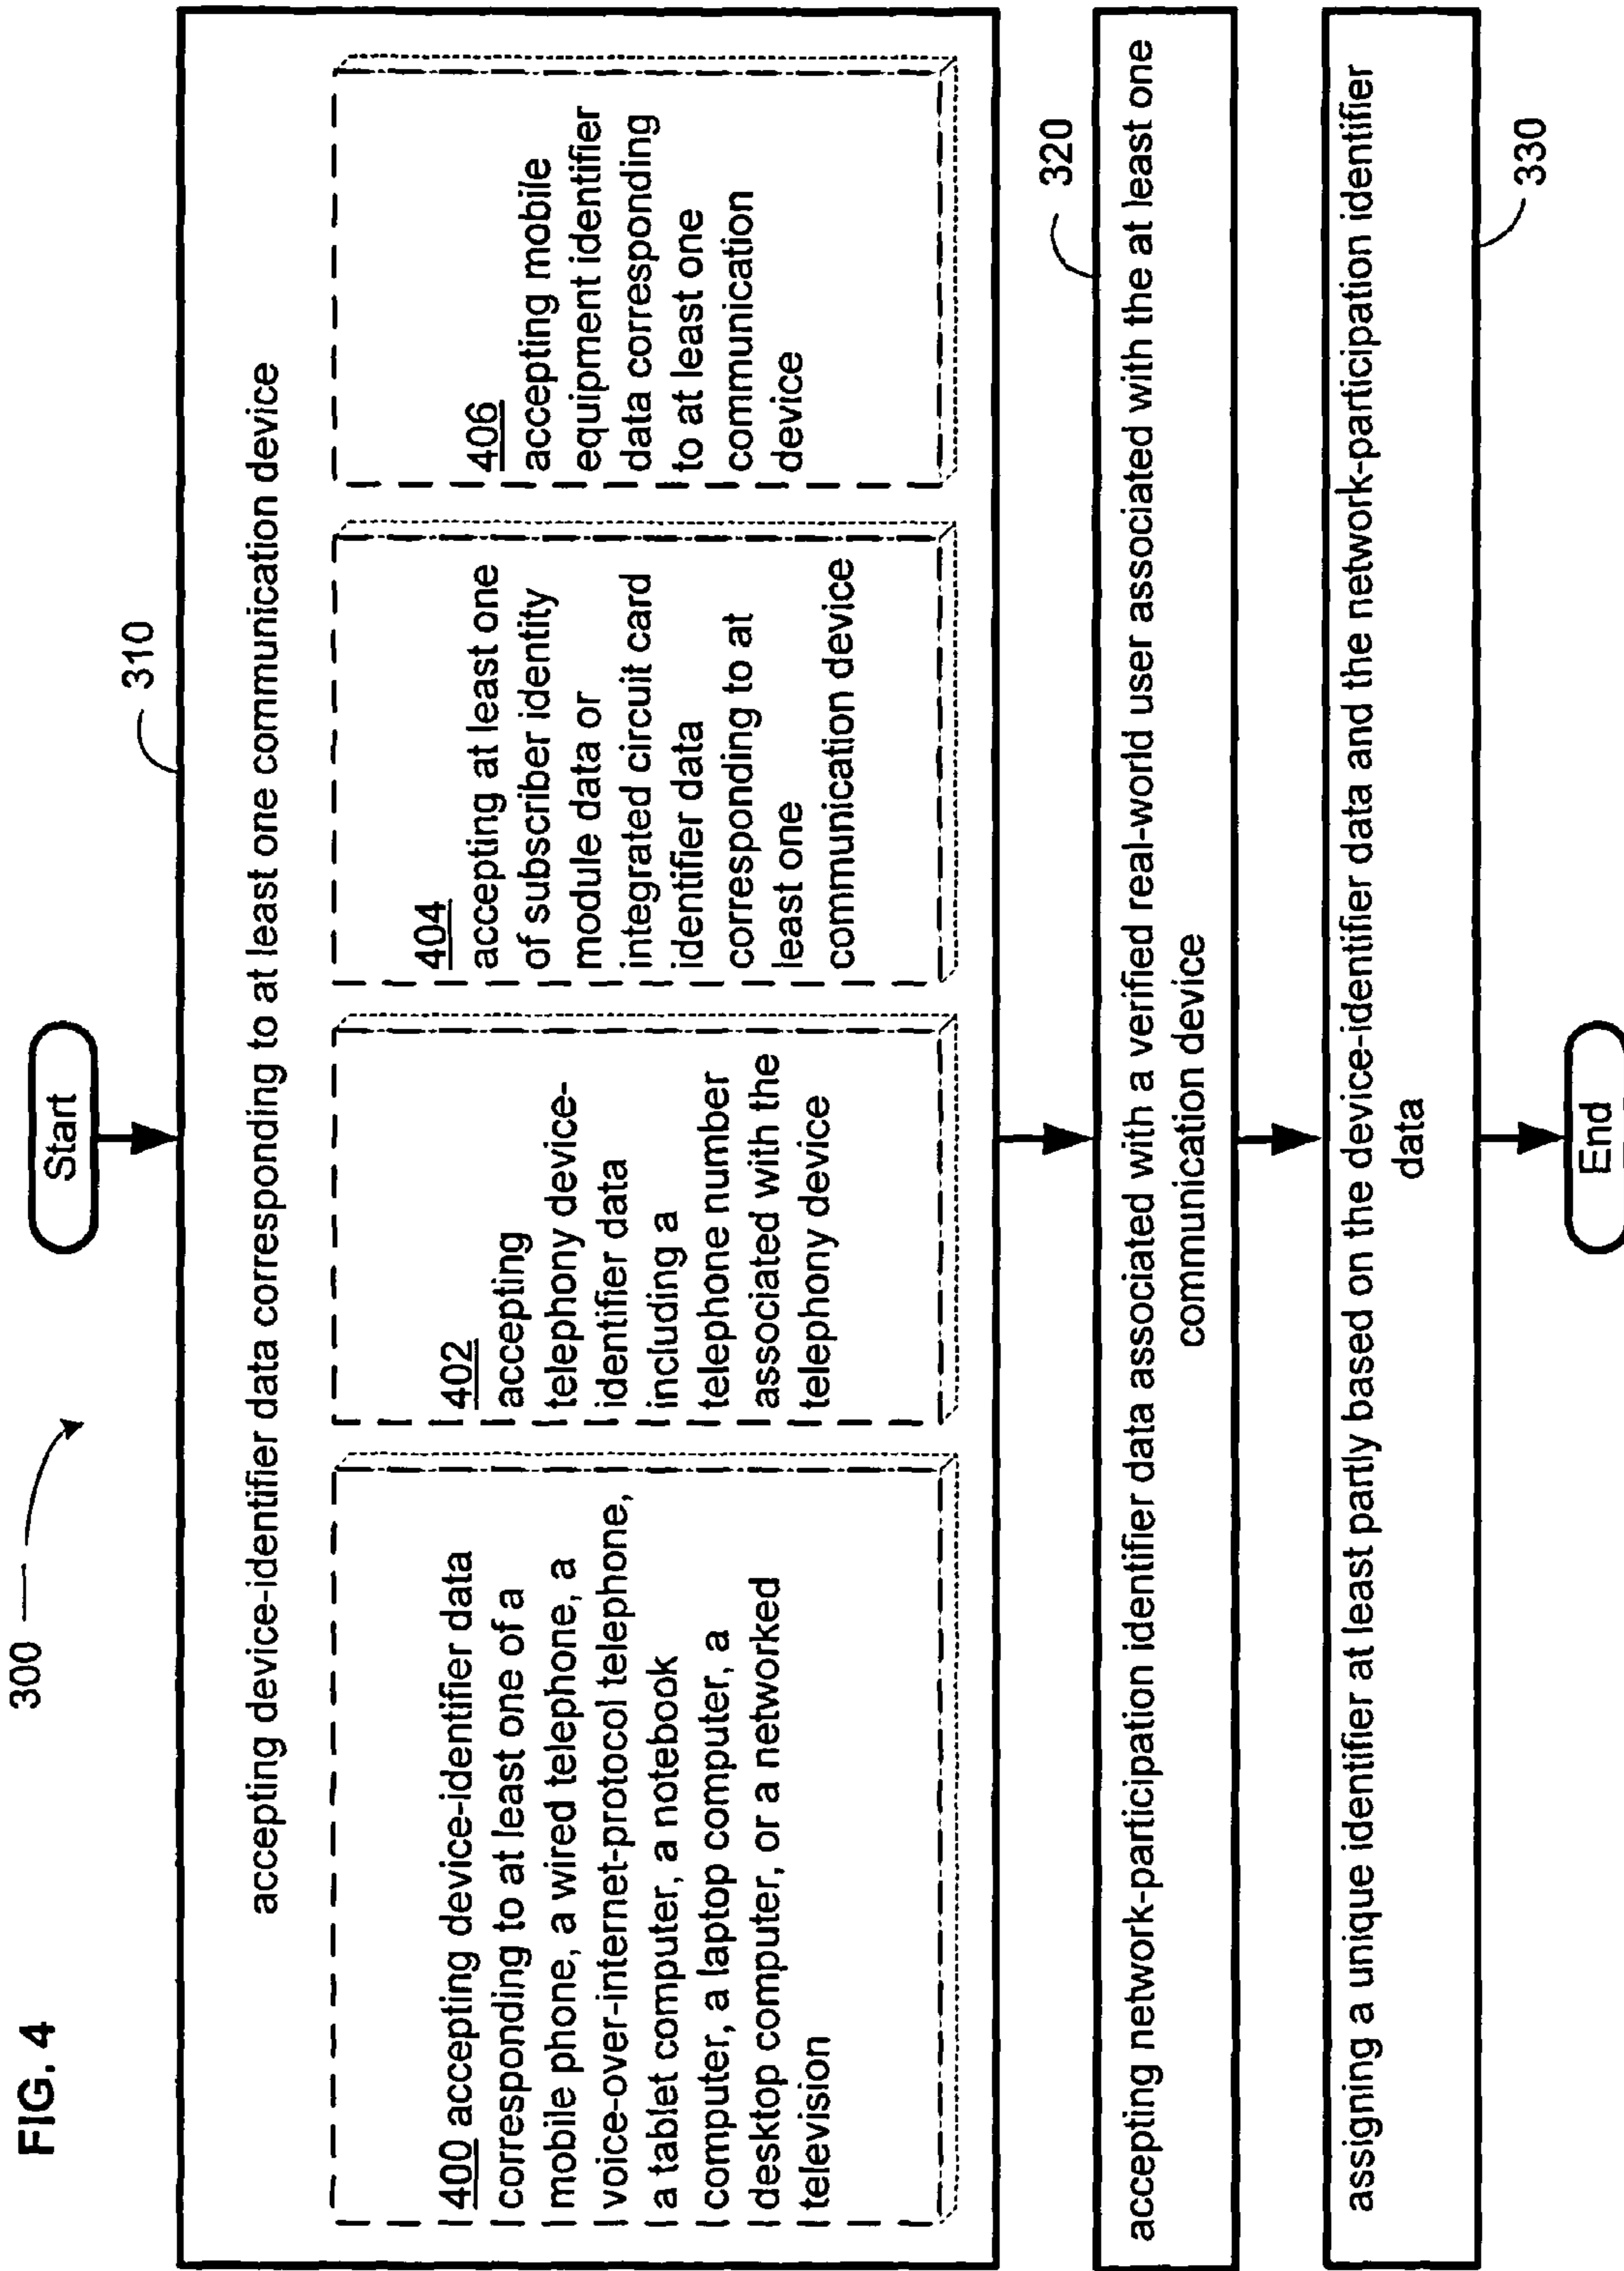 FIG. 4
300
Start
310
accepting device-identifier data corresponding to at least one communication device
400 accepting device-identifier data
corresponding to at least one of a
mobile phone, a wired telephone, a
voice-over-internet-protocol telephone,
a tablet computer, a notebook
computer, a laptop computer, a
desktop computer, or a networked
television
402
accepting
telephony device-
identifier data
including a
telephone number
associated with the
telephony device
404
accepting at least one
of subscriber identity
module data or
integrated circuit card
identifier data
corresponding to at
least one
communication device
406
accepting mobile
equipment identifier
data corresponding
to at least one
communication
device
320
accepting network-participation identifier data associated with a verified real-world user associated with the at least one
communication device
assigning a unique identifier at least partly based on the device-identifier data and the network-participation identifier
data
330
End